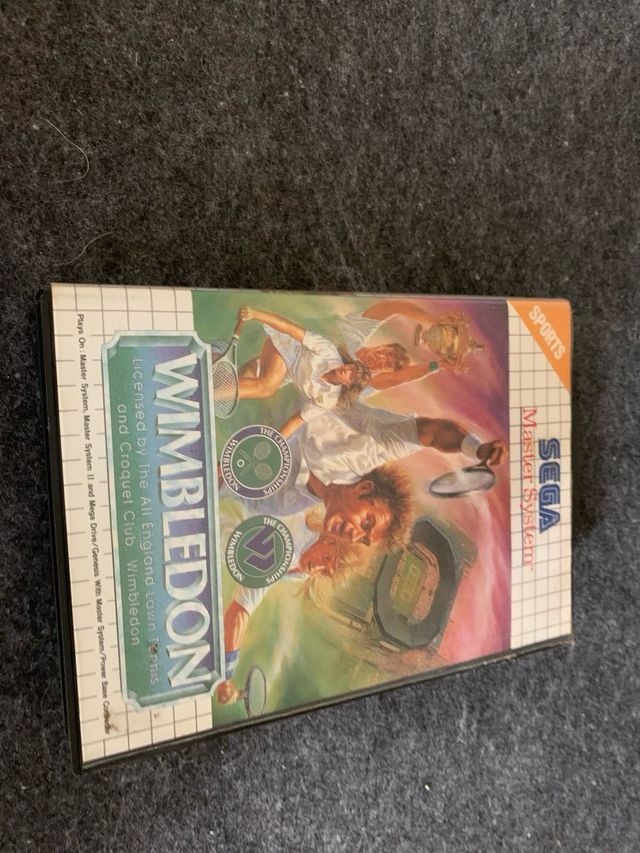 SPORTS
SEGA
Master System™
THE CHAMPIONSHIPS
WIMBLEDON
THE CHAMPIONSHIPS
WIMBLEDON
WIMBLEDON
Licensed by The All England Lawn Tennis
and Croquet Club, Wimbledon
Plays On: Master System, Master System II and Mega Drive/Genesis With Master System/Power Base Converter